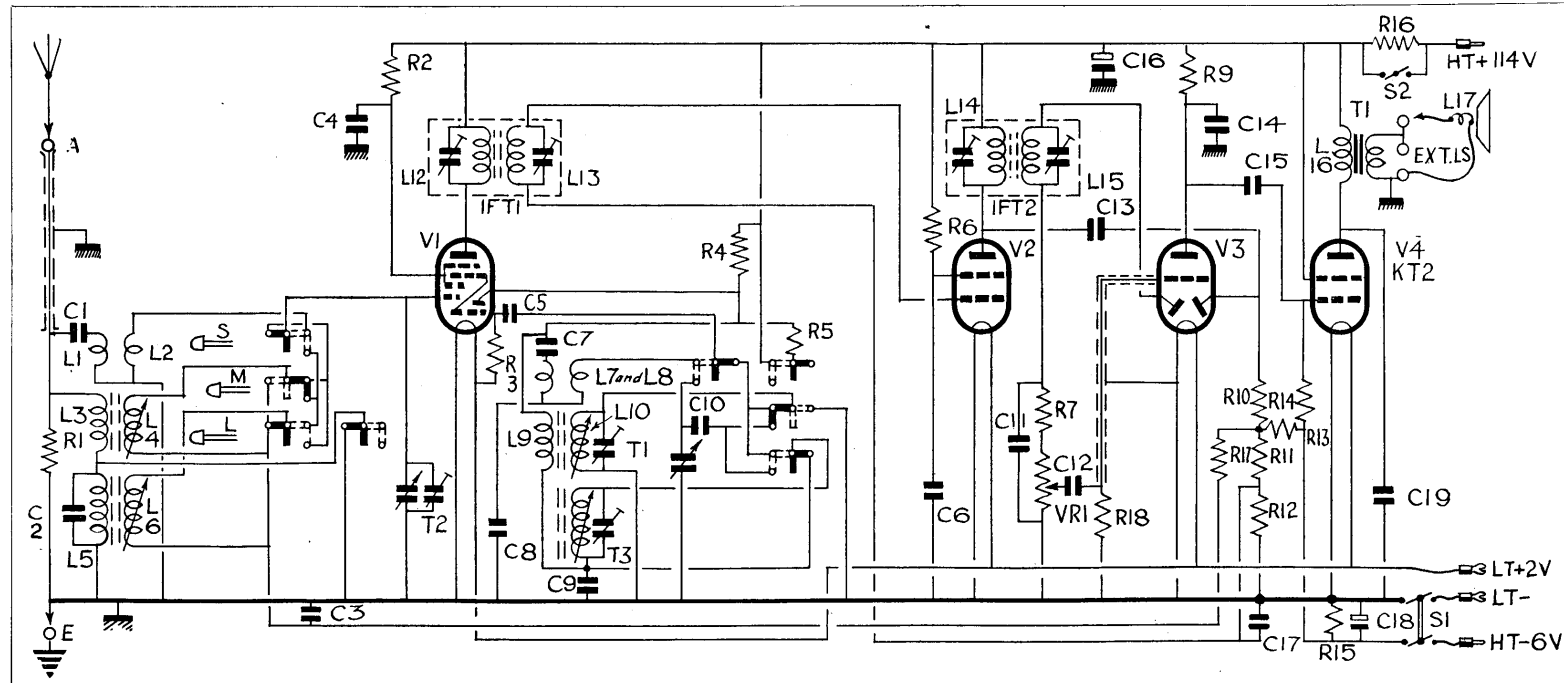 R2
C4
A
L12
IFT1
L13
V1
R4
C5
R3
C7
L7 and L8
R5
C1
L1
L2
S
M
L
L3
R1
L4
C2
L5
L6
T2
C3
E
L9
L10
T1
C10
C8
T3
C9
C16
L14
IFT2
L15
C13
R6
V2
C6
C11
R7
C12
VR1
R18
R9
C14
C15
V3
R10
R14
R13
R17
R11
R12
C17
R15
C18
S1
C19
R16
S2
HT+114V
T1
L16
L17
EXT.LS
V4
KT2
LT+2V
LT-
HT-6V